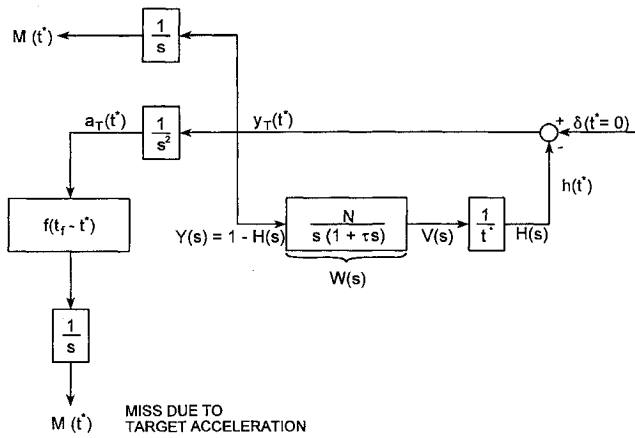 M (t*)
1
s
a_T(t*)
1
s²
y_T(t*)
+
δ(t*= 0)
-
h(t*)
f(t_f - t*)
Y(s) = 1 - H(s)
N
s (1 + τs)
V(s)
1
t*
H(s)
W(s)
1
s
M (t*)
MISS DUE TO
TARGET ACCELERATION